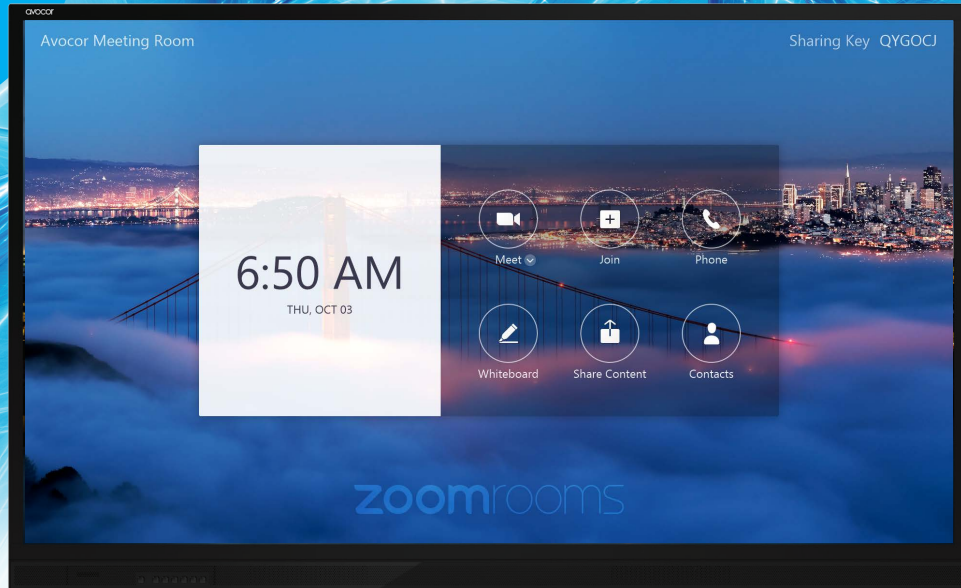 avocor
Avocor Meeting Room
Sharing Key QYGOCJ
6:50 AM
THU, OCT 03
Meet
Join
Phone
Whiteboard
Share Content
Contacts
zoomrooms